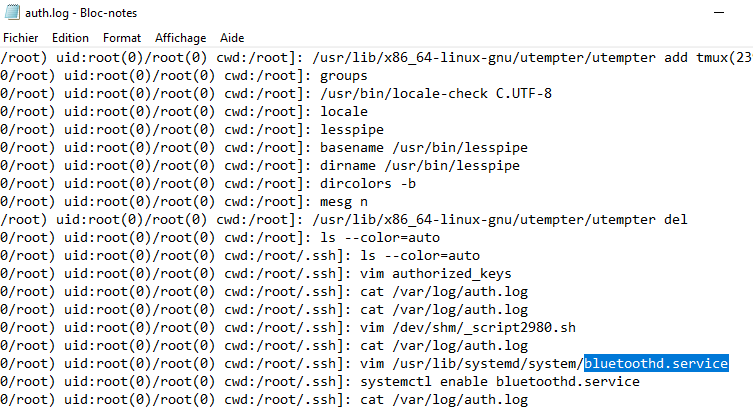 auth.log - Bloc-notes
Fichier Edition Format Affichage Aide
/root) uid:root(0)/root(0) cwd:/root]: /usr/lib/x86_64-linux-gnu/utempter/utempter add tmux(23
0/root) uid:root(0)/root(0) cwd:/root]: groups
0/root) uid:root(0)/root(0) cwd:/root]: /usr/bin/locale-check C.UTF-8
0/root) uid:root(0)/root(0) cwd:/root]: locale
0/root) uid:root(0)/root(0) cwd:/root]: lesspipe
0/root) uid:root(0)/root(0) cwd:/root]: basename /usr/bin/lesspipe
0/root) uid:root(0)/root(0) cwd:/root]: dirname /usr/bin/lesspipe
0/root) uid:root(0)/root(0) cwd:/root]: dircolors -b
0/root) uid:root(0)/root(0) cwd:/root]: mesg n
/root) uid:root(0)/root(0) cwd:/root]: /usr/lib/x86_64-linux-gnu/utempter/utempter del
0/root) uid:root(0)/root(0) cwd:/root]: ls --color=auto
0/root) uid:root(0)/root(0) cwd:/root/.ssh]: ls --color=auto
0/root) uid:root(0)/root(0) cwd:/root/.ssh]: vim authorized_keys
0/root) uid:root(0)/root(0) cwd:/root/.ssh]: cat /var/log/auth.log
0/root) uid:root(0)/root(0) cwd:/root/.ssh]: cat /var/log/auth.log
0/root) uid:root(0)/root(0) cwd:/root/.ssh]: vim /dev/shm/_script2980.sh
0/root) uid:root(0)/root(0) cwd:/root/.ssh]: cat /var/log/auth.log
0/root) uid:root(0)/root(0) cwd:/root/.ssh]: vim /usr/lib/systemd/system/bluetoothd.service
0/root) uid:root(0)/root(0) cwd:/root/.ssh]: systemctl enable bluetoothd.service
0/root) uid:root(0)/root(0) cwd:/root/.ssh]: cat /var/log/auth.log